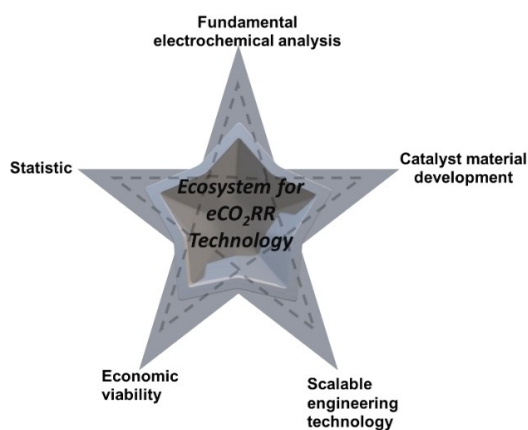 Fundamental
electrochemical analysis
Statistic
Catalyst material
development
Ecosystem for
eCO₂RR
Technology
Economic
viability
Scalable
engineering
technology